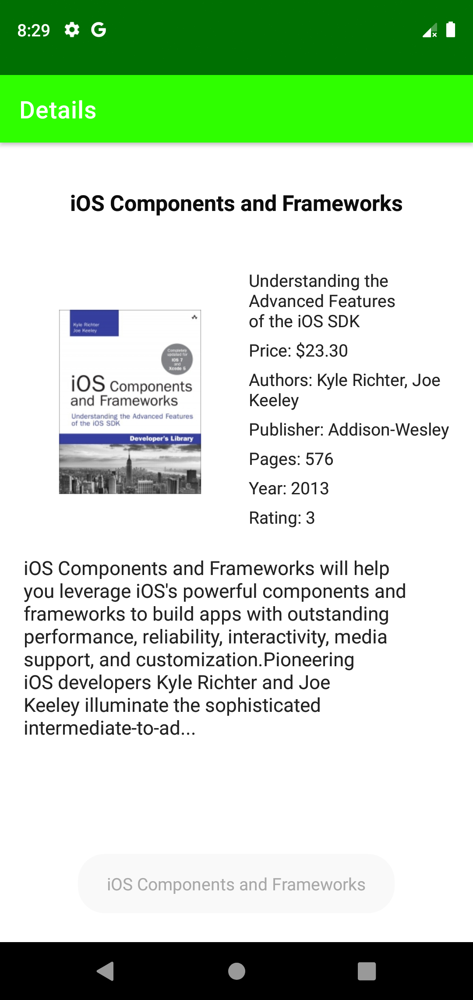 8:29
Details
iOS Components and Frameworks
Kyle Richter
Joe Keeley
Completely
updated for
iOS 7
and
Xcode 5
iOS Components
and Frameworks
Understanding the Advanced Features
of the iOS SDK
Developer's Library
Understanding the
Advanced Features
of the iOS SDK
Price: $23.30
Authors: Kyle Richter, Joe
Keeley
Publisher: Addison-Wesley
Pages: 576
Year: 2013
Rating: 3
iOS Components and Frameworks will help
you leverage iOS's powerful components and
frameworks to build apps with outstanding
performance, reliability, interactivity, media
support, and customization.Pioneering
iOS developers Kyle Richter and Joe
Keeley illuminate the sophisticated
intermediate-to-ad...
iOS Components and Frameworks